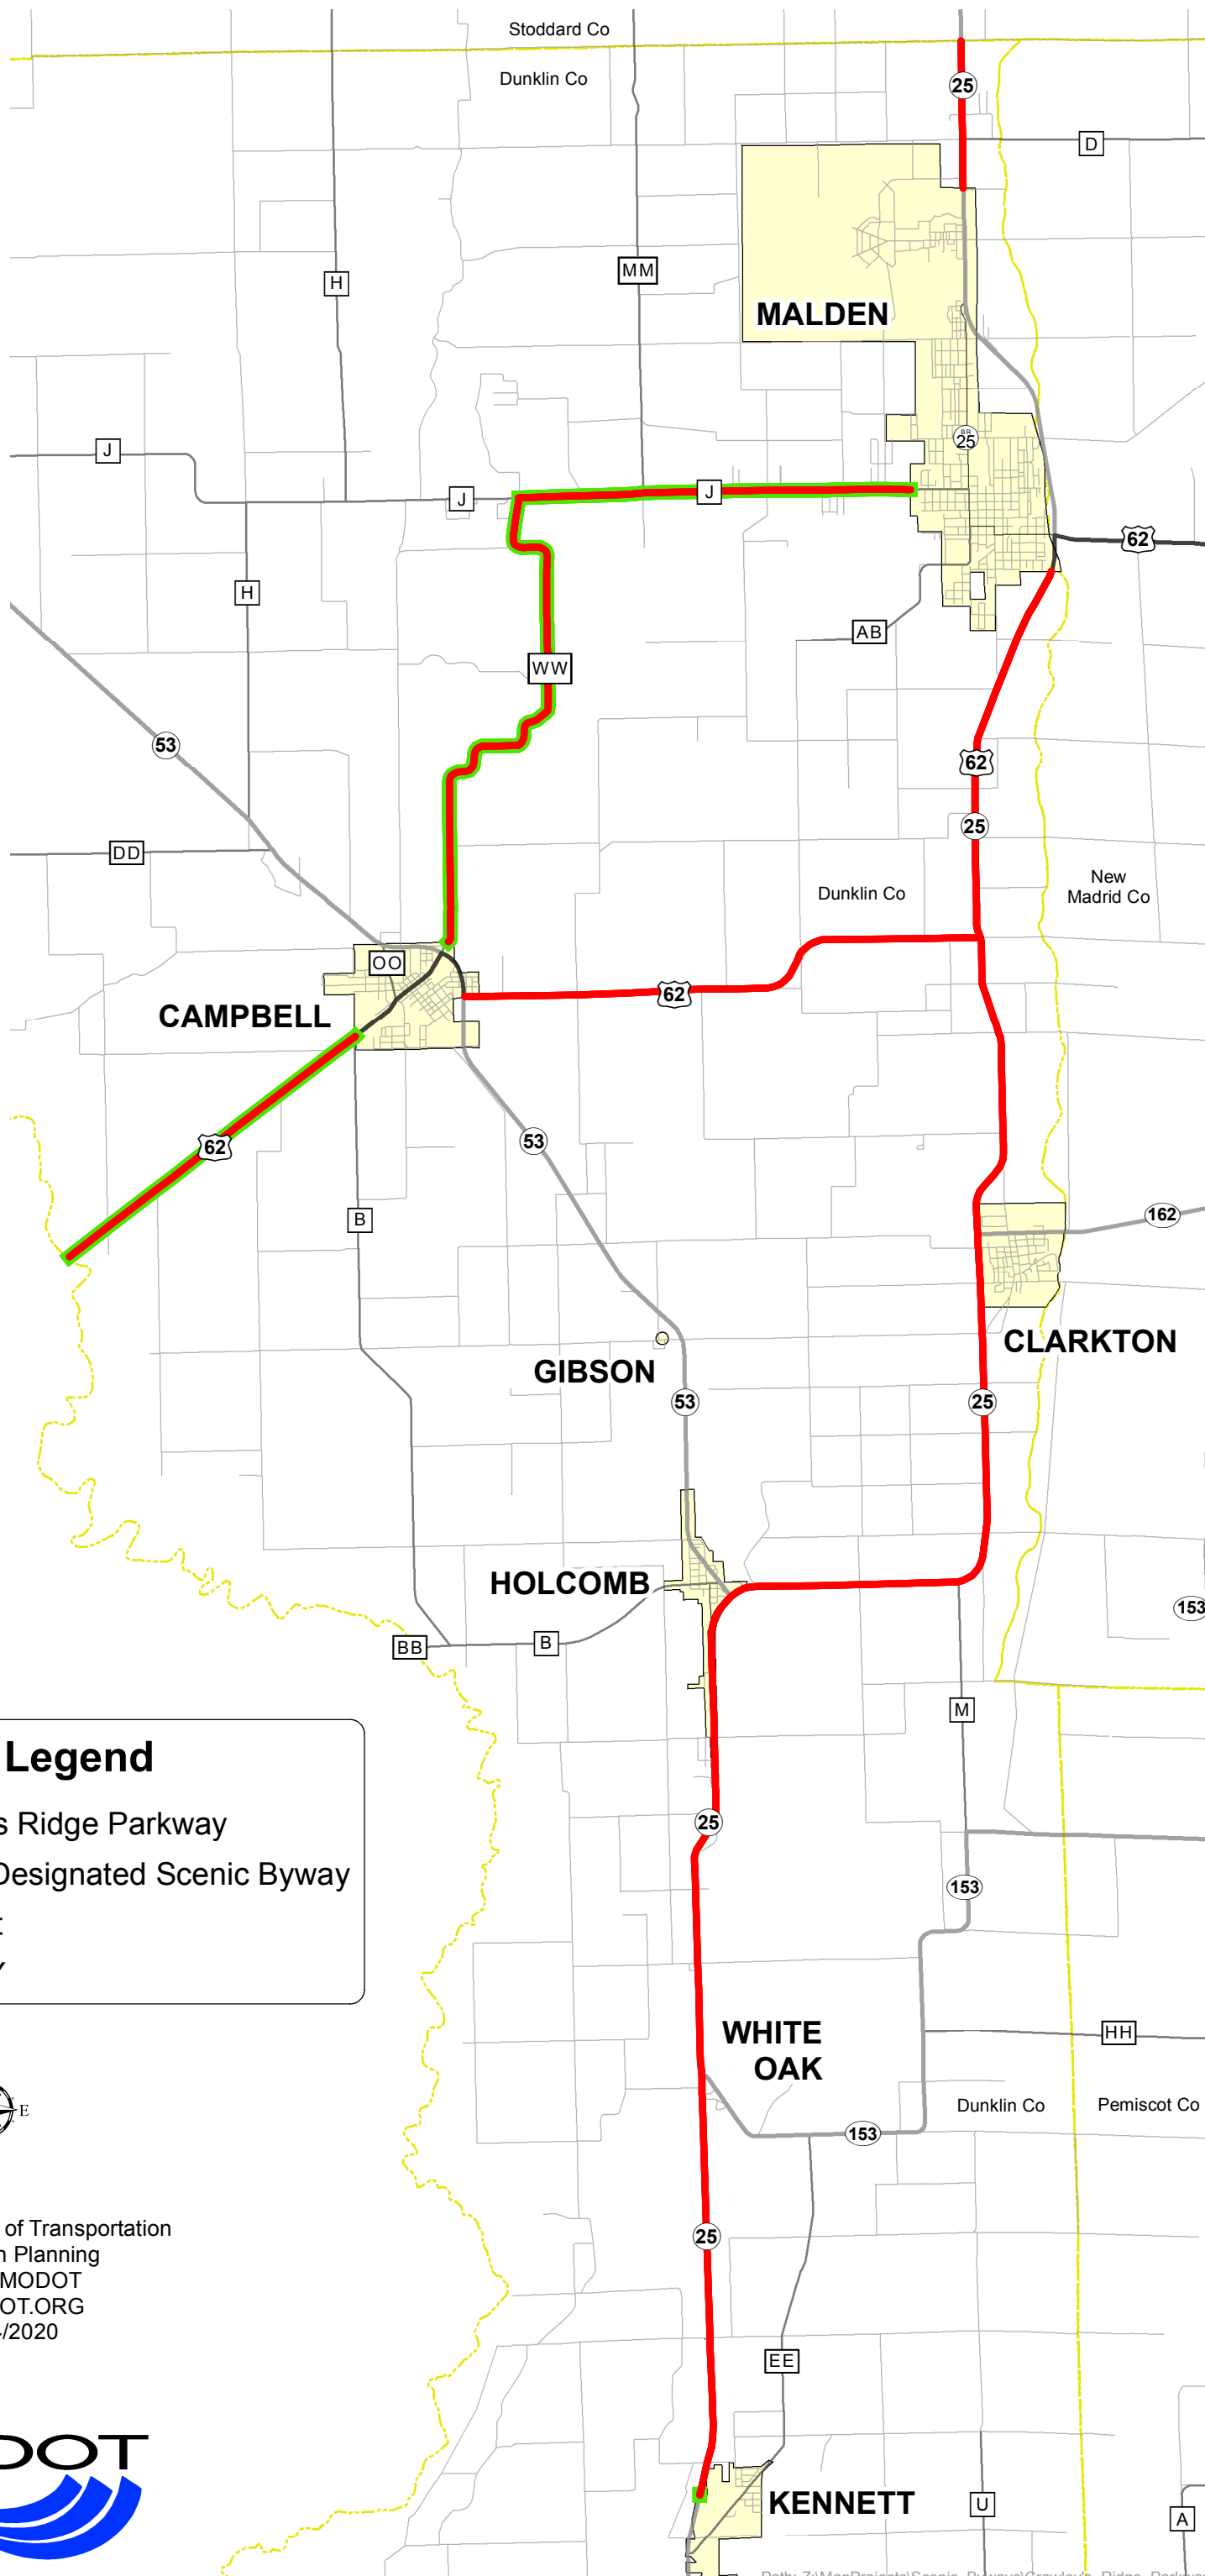 Stoddard Co
Dunklin Co
25
D
H
MM
MALDEN
J
BR
25
J
J
62
H
AB
WW
53
62
25
DD
Dunklin Co
New
Madrid Co
OO
62
CAMPBELL
62
53
B
162
GIBSON
CLARKTON
53
25
HOLCOMB
153
BB
B
M
Legend
s Ridge Parkway
Designated Scenic Byway
25
153
WHITE
OAK
HH
E
Dunklin Co
Pemiscot Co
153
of Transportation
n Planning
MODOT
OT.ORG
/2020
25
EE
DOT
KENNETT
U
A